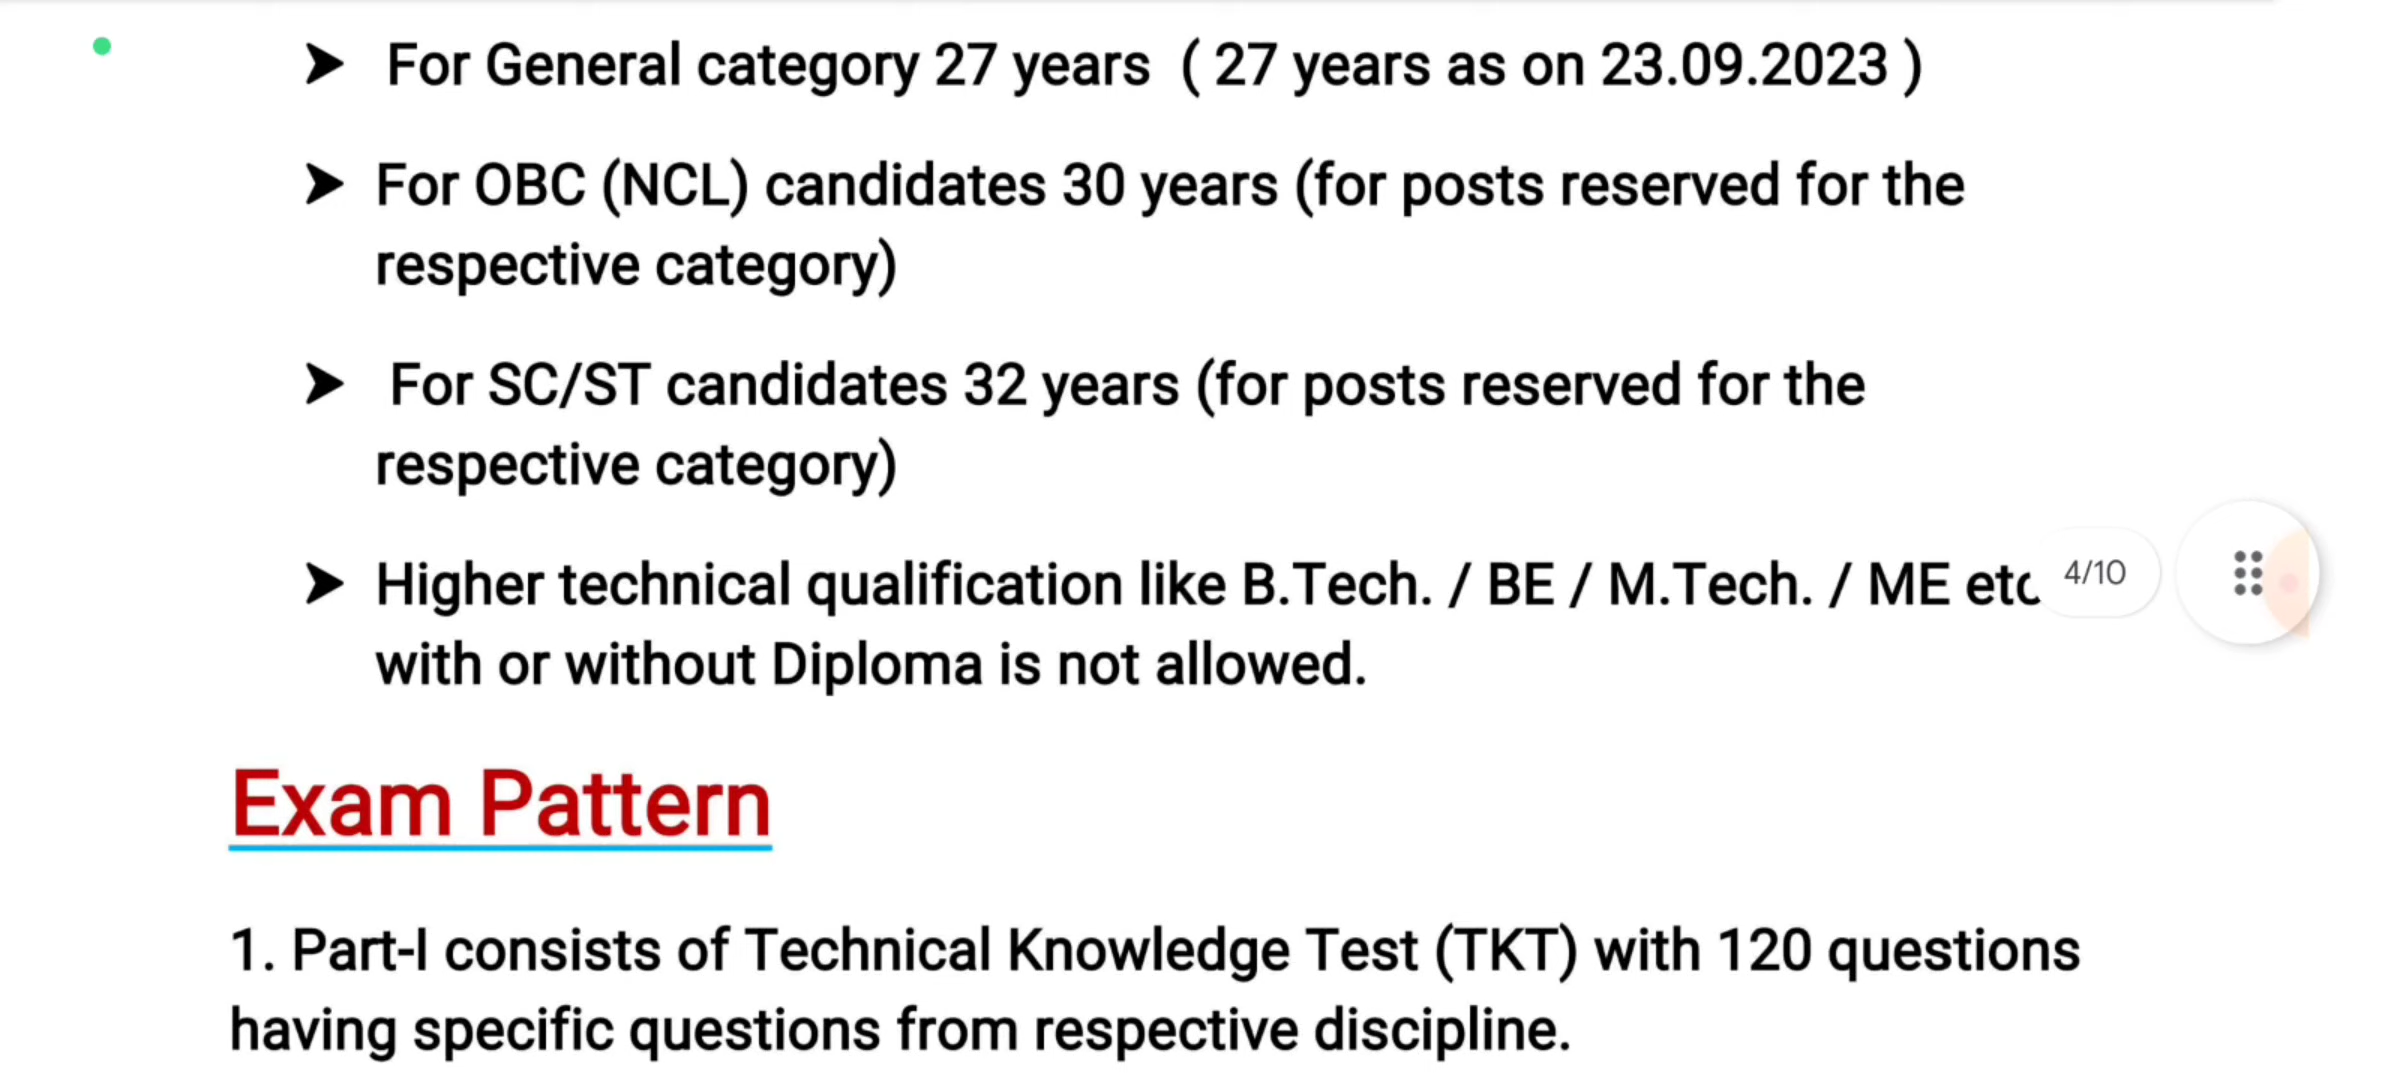 ➤ For General category 27 years ( 27 years as on 23.09.2023 )
➤ For OBC (NCL) candidates 30 years (for posts reserved for the
respective category)
➤ For SC/ST candidates 32 years (for posts reserved for the
respective category)
➤ Higher technical qualification like B.Tech. / BE / M.Tech. / ME etc
4/10
with or without Diploma is not allowed.
Exam Pattern
1. Part-I consists of Technical Knowledge Test (TKT) with 120 questions
having specific questions from respective discipline.